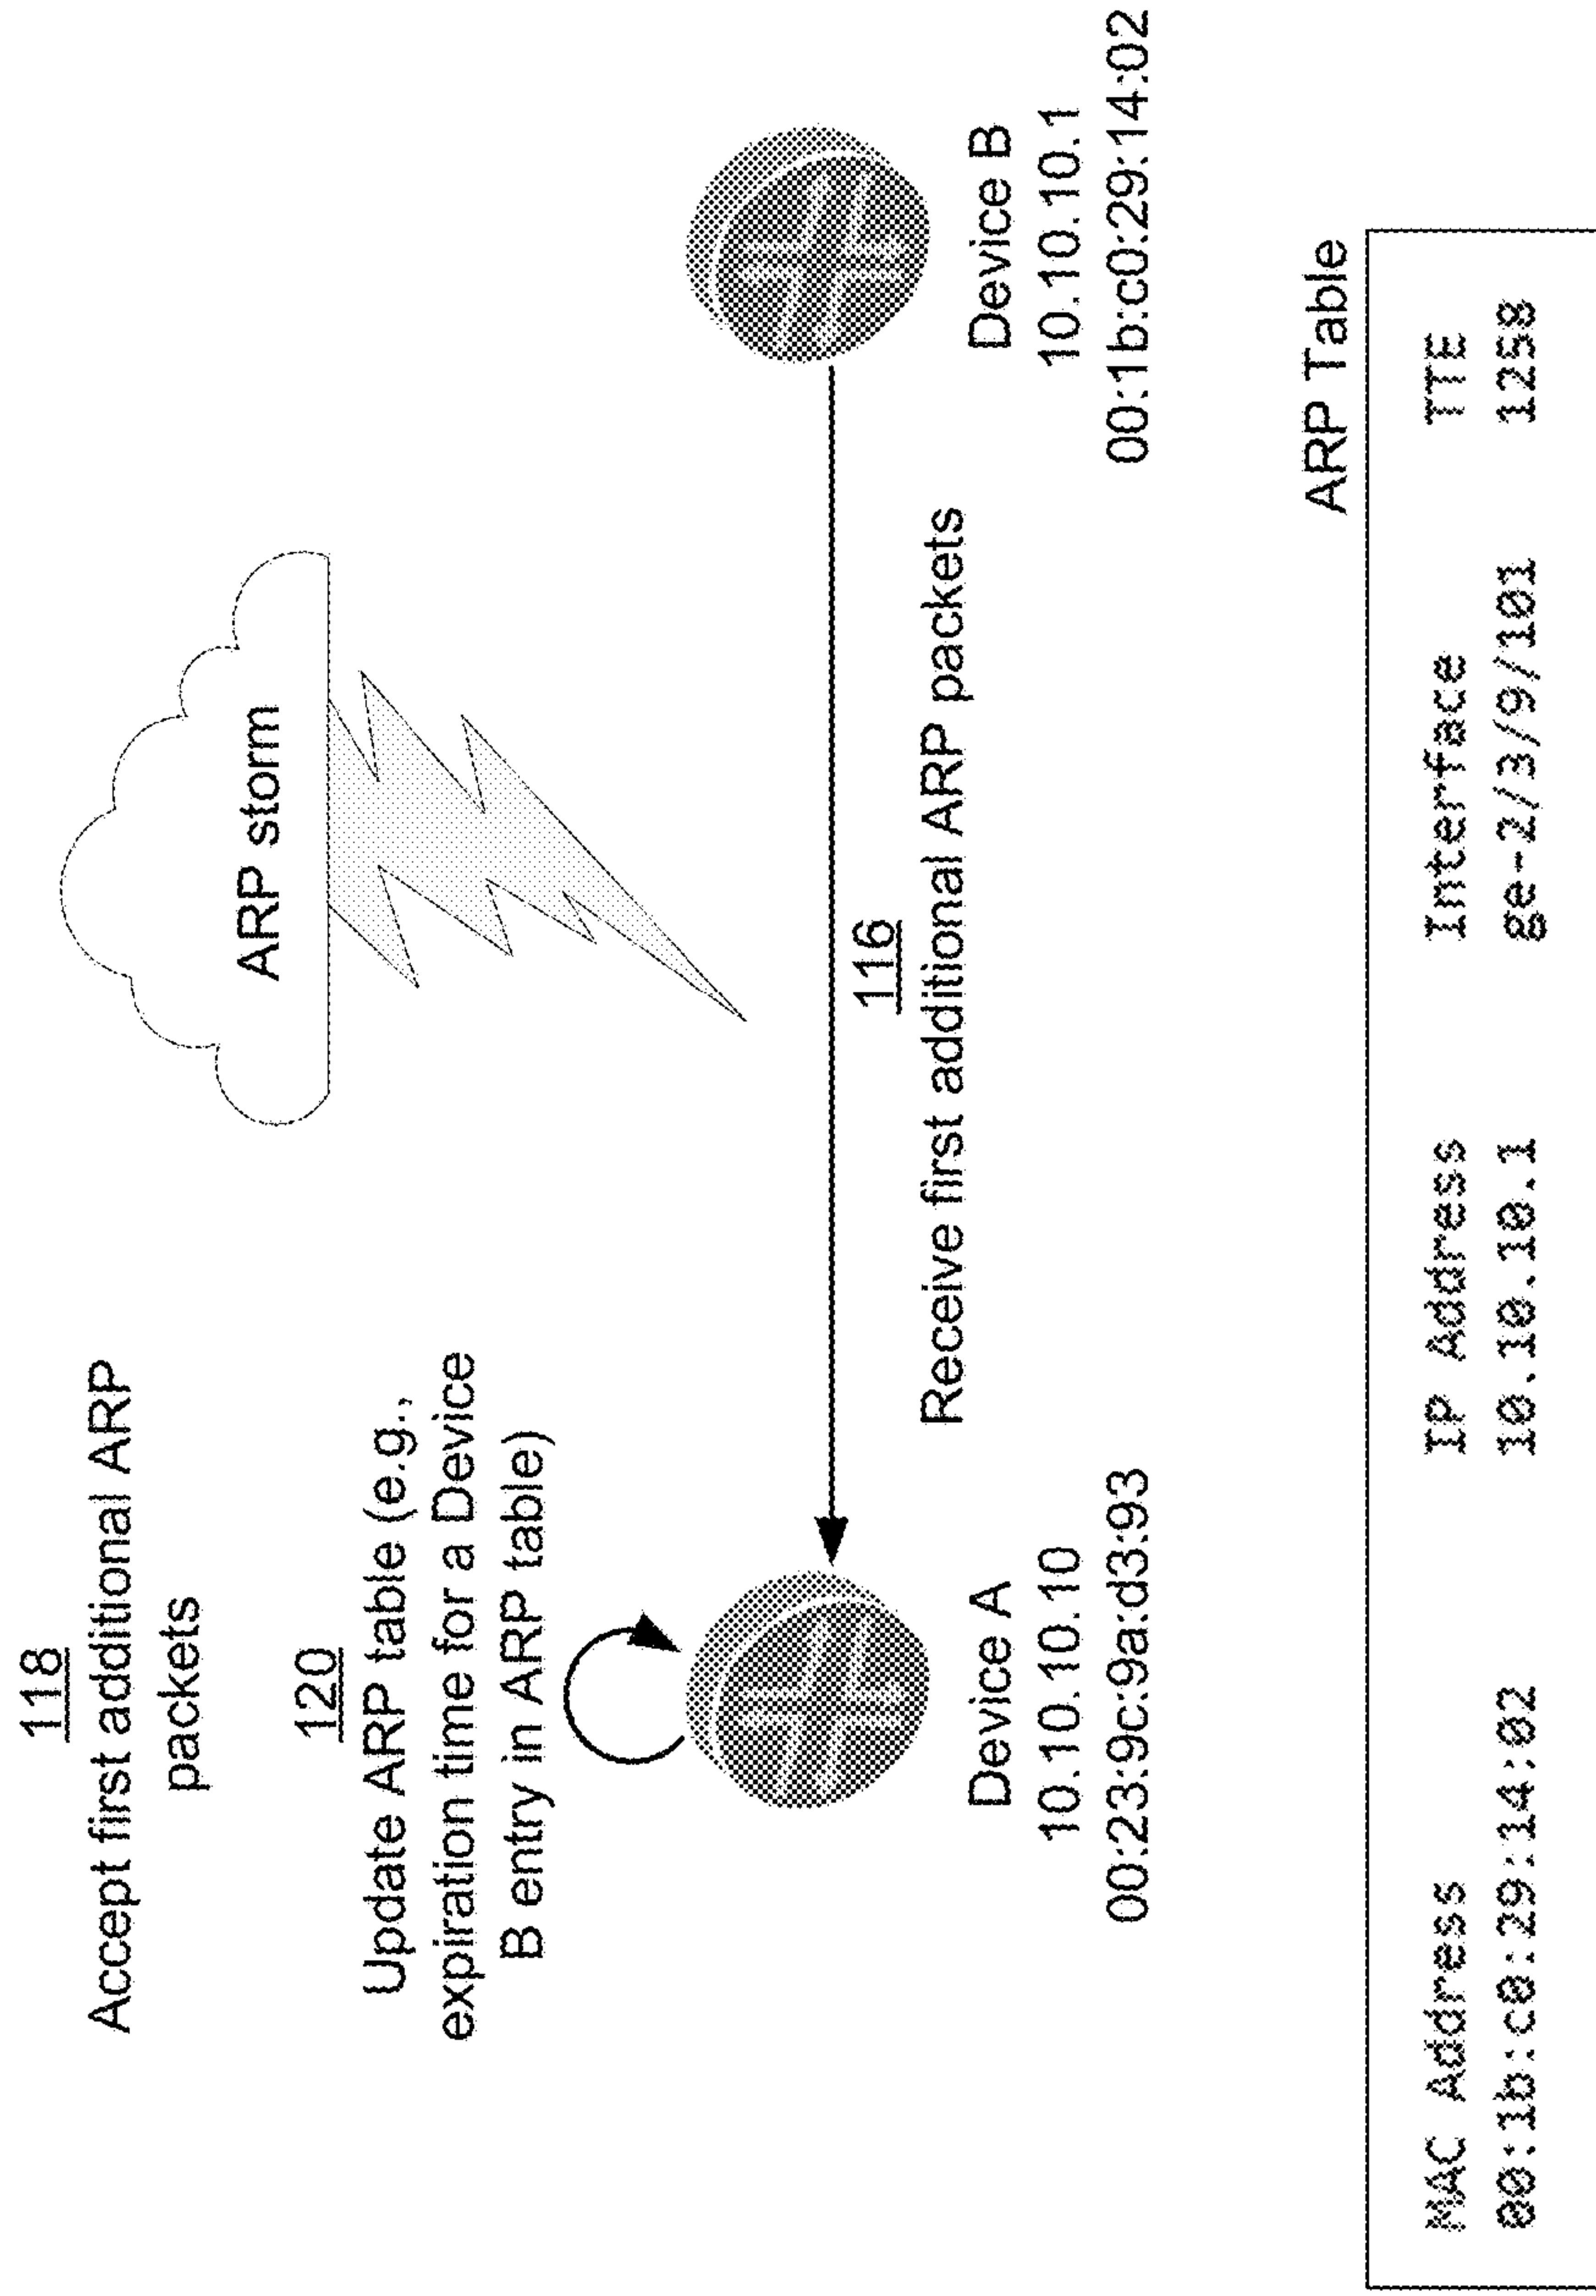 118
Accept first additional ARP
packets
120
Update ARP table (e.g.,
expiration time for a Device
B entry in ARP table)
ARP storm
116
Receive first additional ARP packets
Device A
10.10.10.10
00:23:9c:9a:d3:93
Device B
10.10.10.1
00:1b:c0:29:14:02
ARP Table
MAC Address IP Address Interface TTE
00:1b:c0:29:14:02 10.10.10.1 ge-2/3/9/101 1258